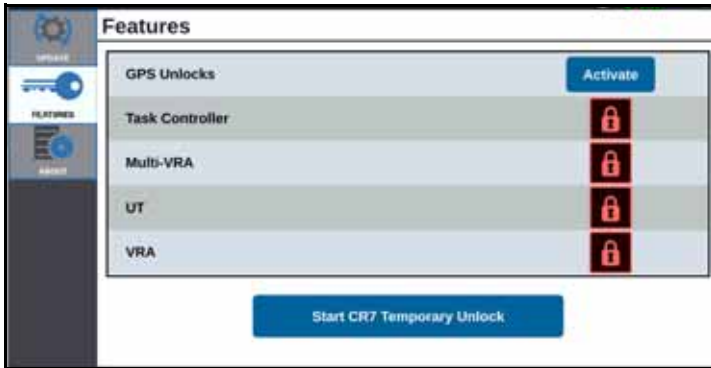 Features
UPDATE
FEATURES
ABOUT
GPS Unlocks
Activate
Task Controller
Multi-VRA
UT
VRA
Start CR7 Temporary Unlock